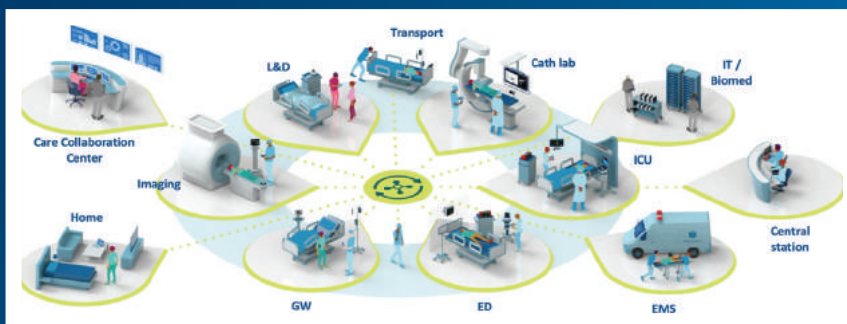 Transport
L&D
Cath lab
IT /
Biomed
Care Collaboration
Center
Imaging
ICU
Home
Central
station
GW
ED
EMS